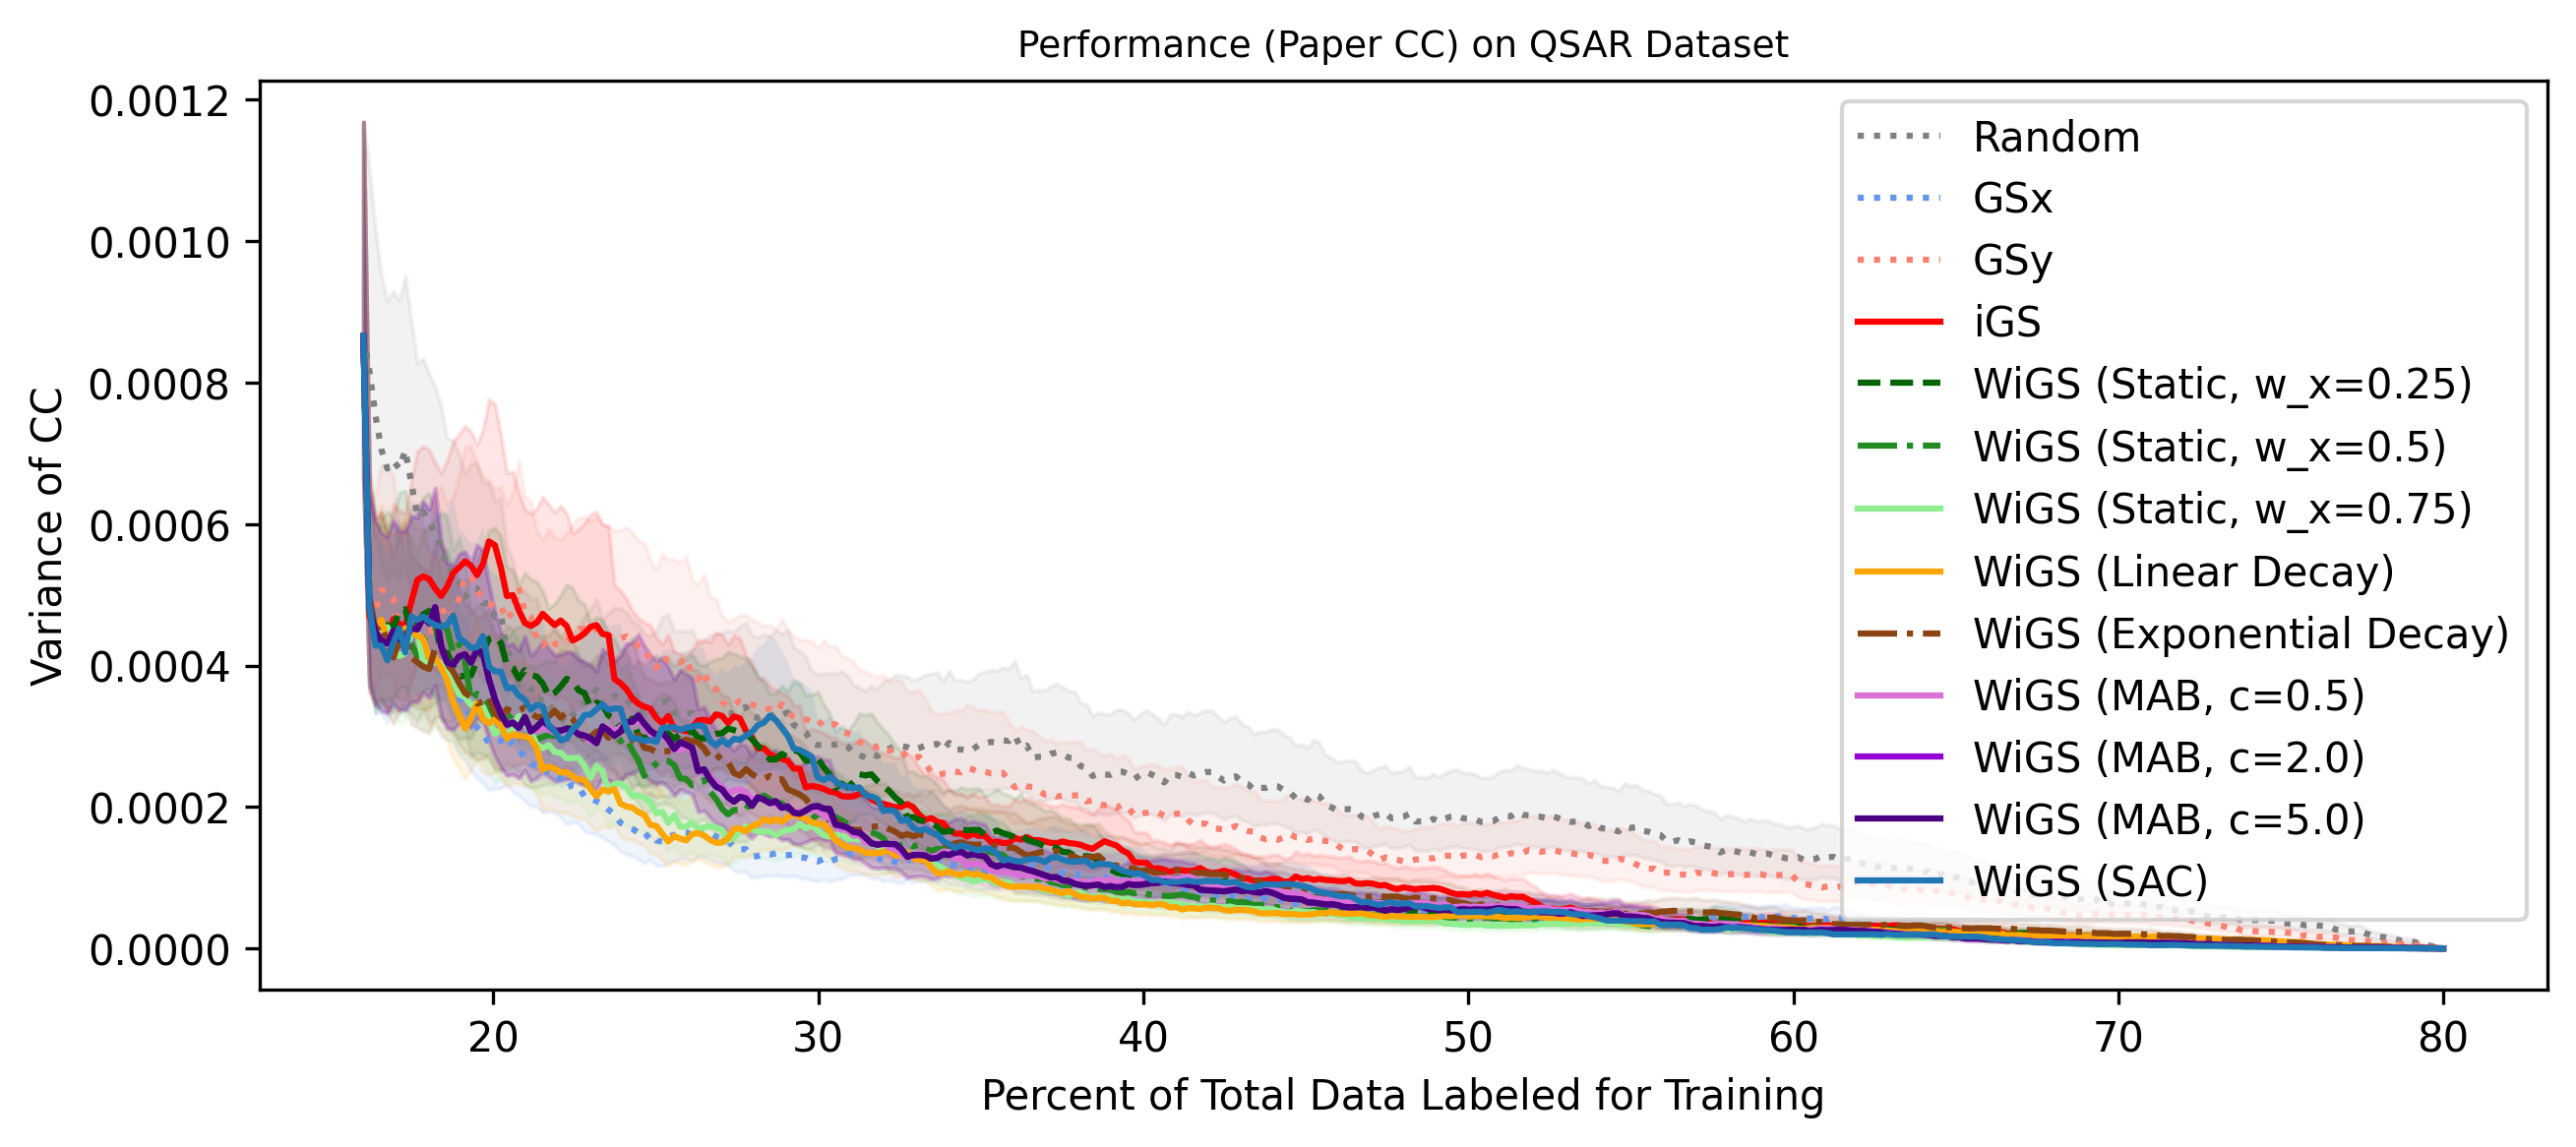 Performance (Paper CC) on QSAR Dataset
Variance of CC
0.0012
0.0010
0.0008
0.0006
0.0004
0.0002
0.0000
20 30 40 50 60 70 80
Percent of Total Data Labeled for Training
Random
GSx
GSy
iGS
WiGS (Static, w_x=0.25)
WiGS (Static, w_x=0.5)
WiGS (Static, w_x=0.75)
WiGS (Linear Decay)
WiGS (Exponential Decay)
WiGS (MAB, c=0.5)
WiGS (MAB, c=2.0)
WiGS (MAB, c=5.0)
WiGS (SAC)